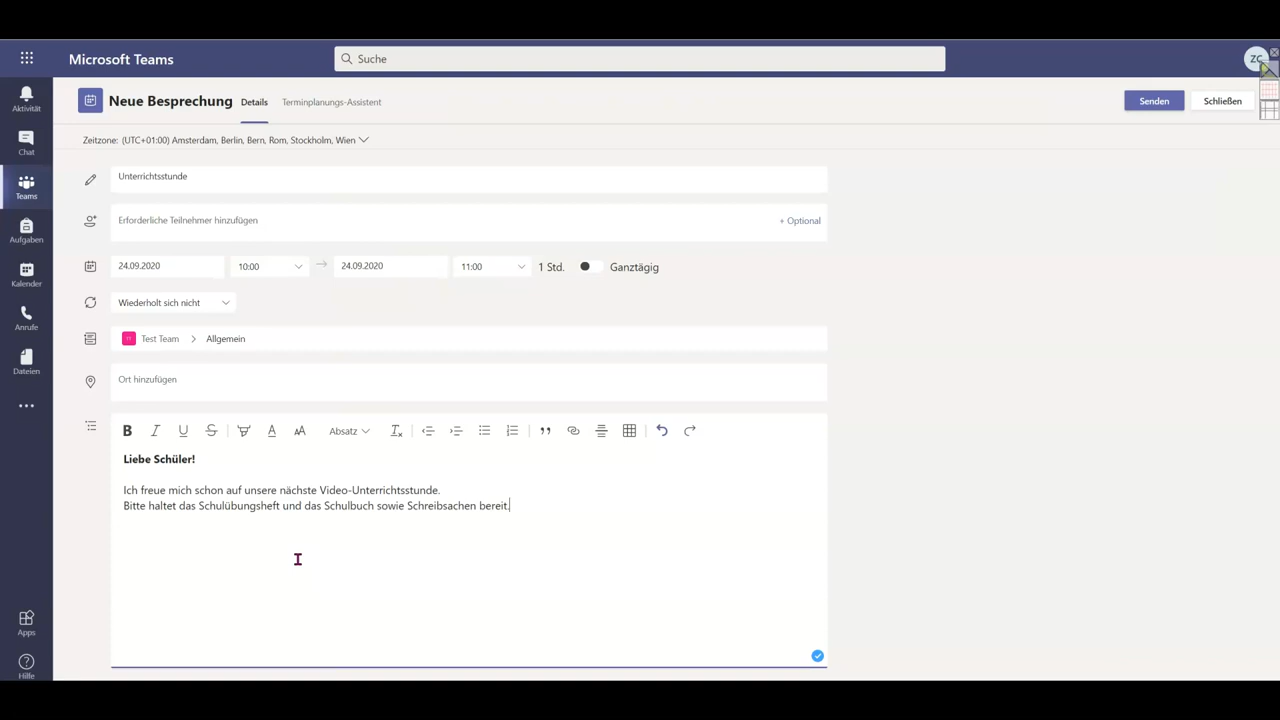 Microsoft Teams
Suche
ZC
Aktivität
Chat
Teams
Aufgaben
Kalender
Anrufe
Dateien
Apps
Hilfe
Neue Besprechung
Details
Terminplanungs-Assistent
Senden
Schließen
Zeitzone: (UTC+01:00) Amsterdam, Berlin, Bern, Rom, Stockholm, Wien
Unterrichtsstunde
Erforderliche Teilnehmer hinzufügen
+ Optional
24.09.2020
10:00
24.09.2020
11:00
1 Std.
Ganztägig
Wiederholt sich nicht
Test Team > Allgemein
Ort hinzufügen
B I U S A AA Absatz
Liebe Schüler!
Ich freue mich schon auf unsere nächste Video-Unterrichtsstunde.
Bitte haltet das Schulübungsheft und das Schulbuch sowie Schreibsachen bereit.